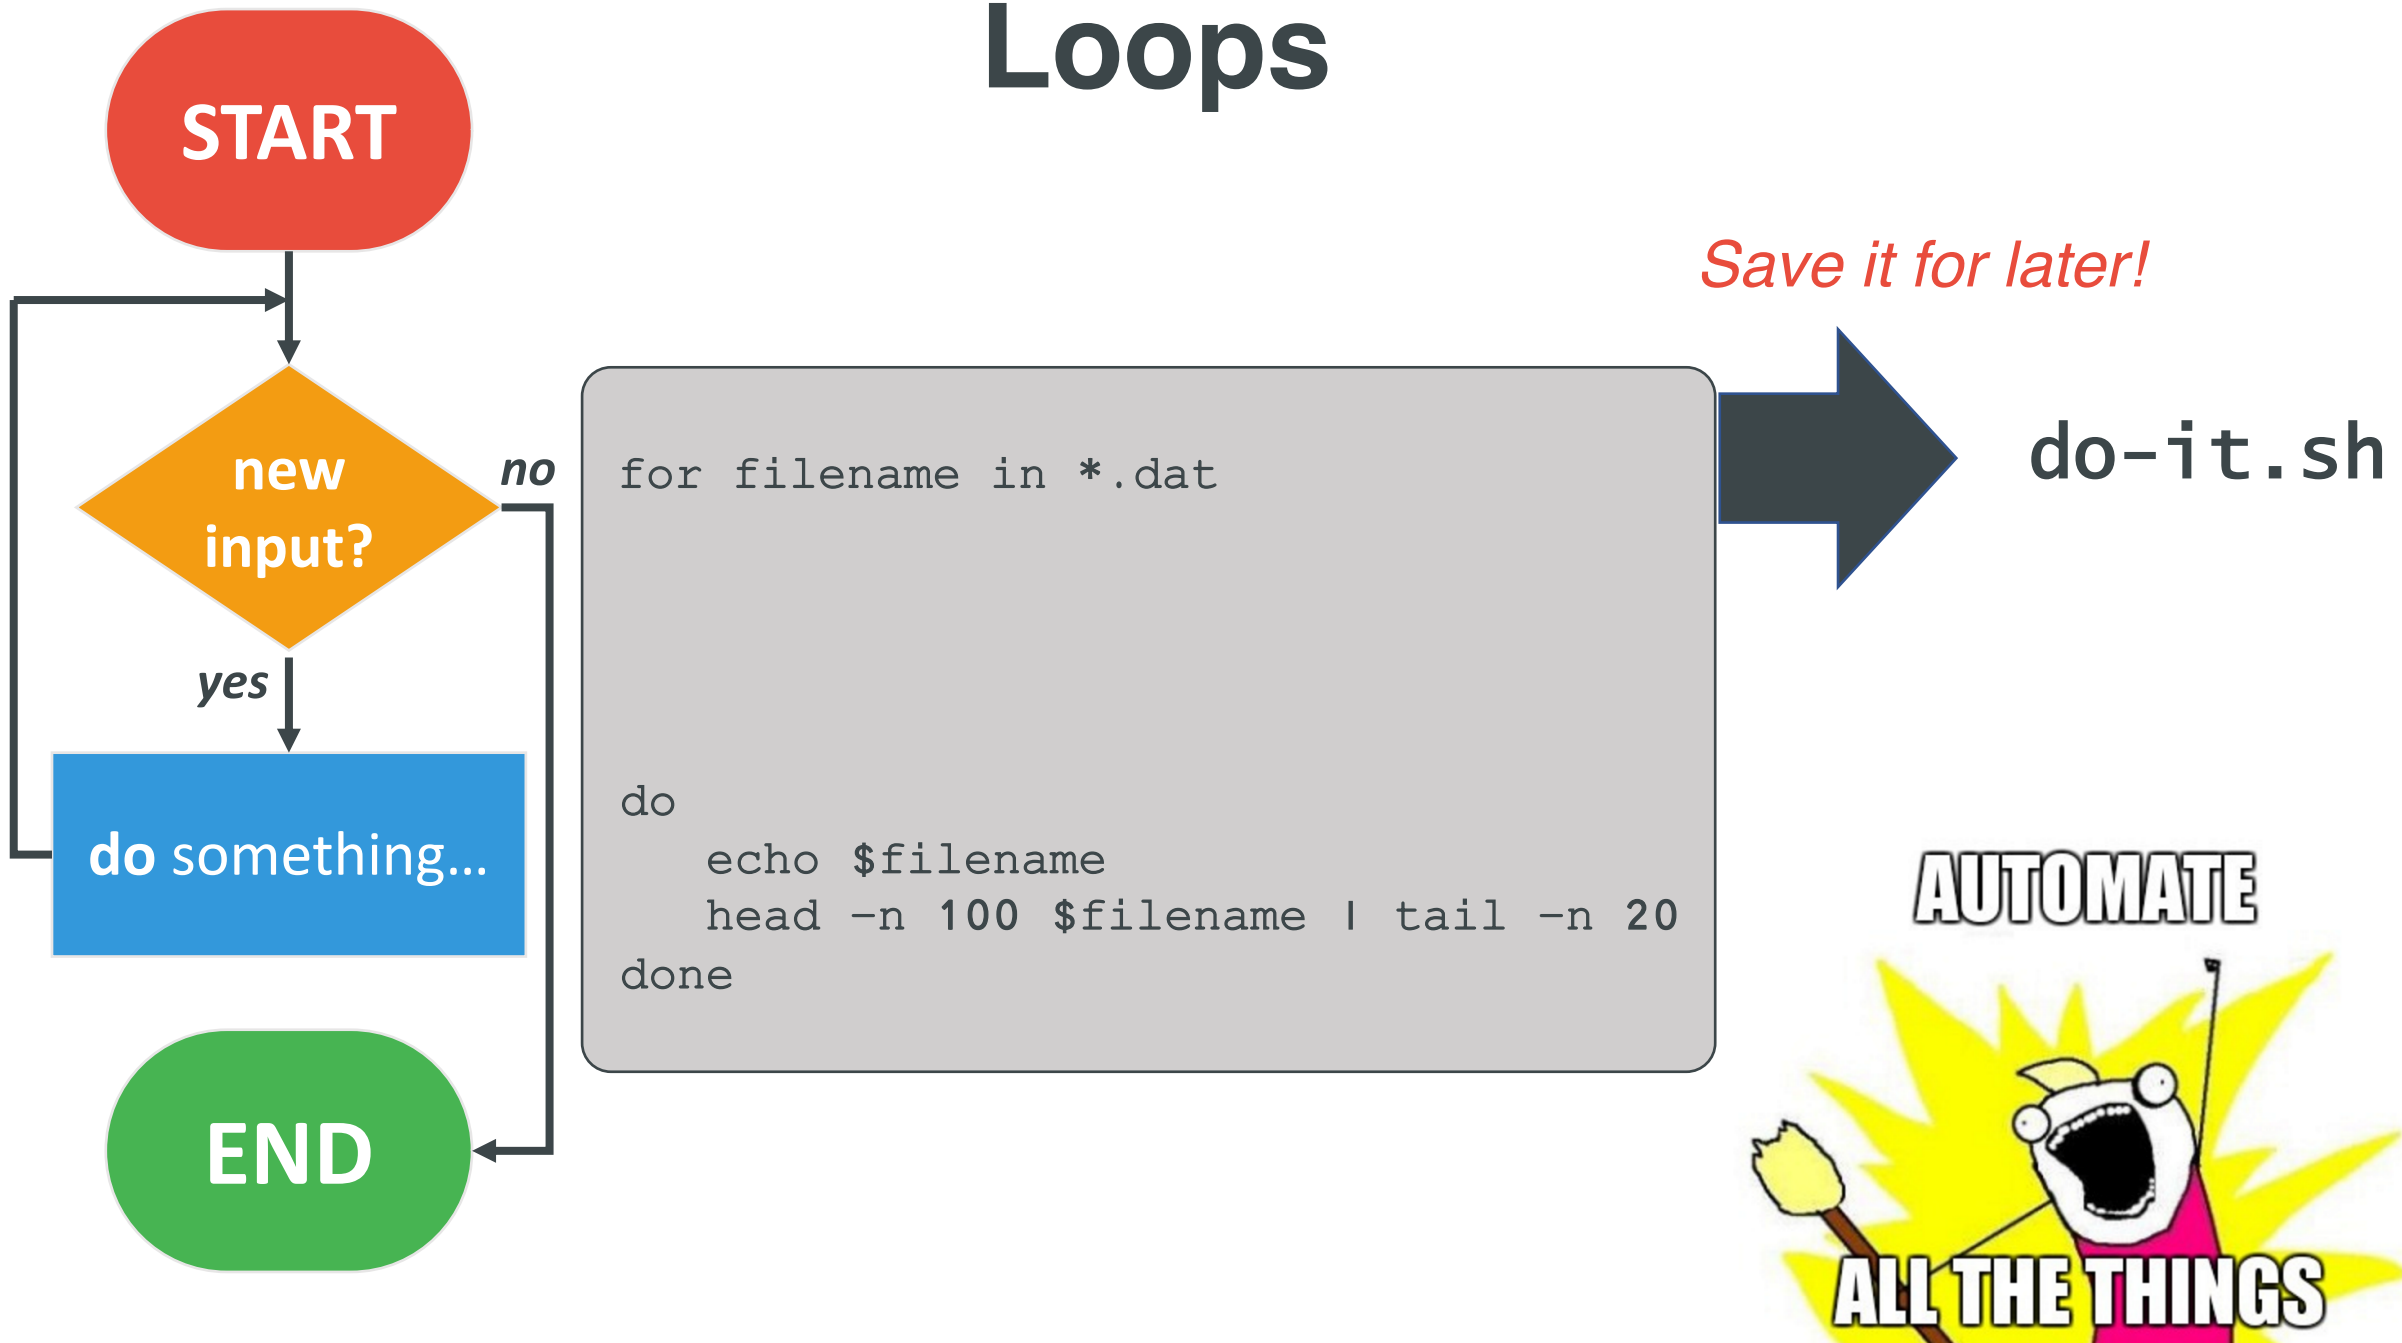 Loops
START
new
input?
no
yes
do something...
END
for filename in *.dat
do
echo $filename
head -n 100 $filename | tail -n 20
done
Save it for later!
do-it.sh
AUTOMATE
ALL THE THINGS